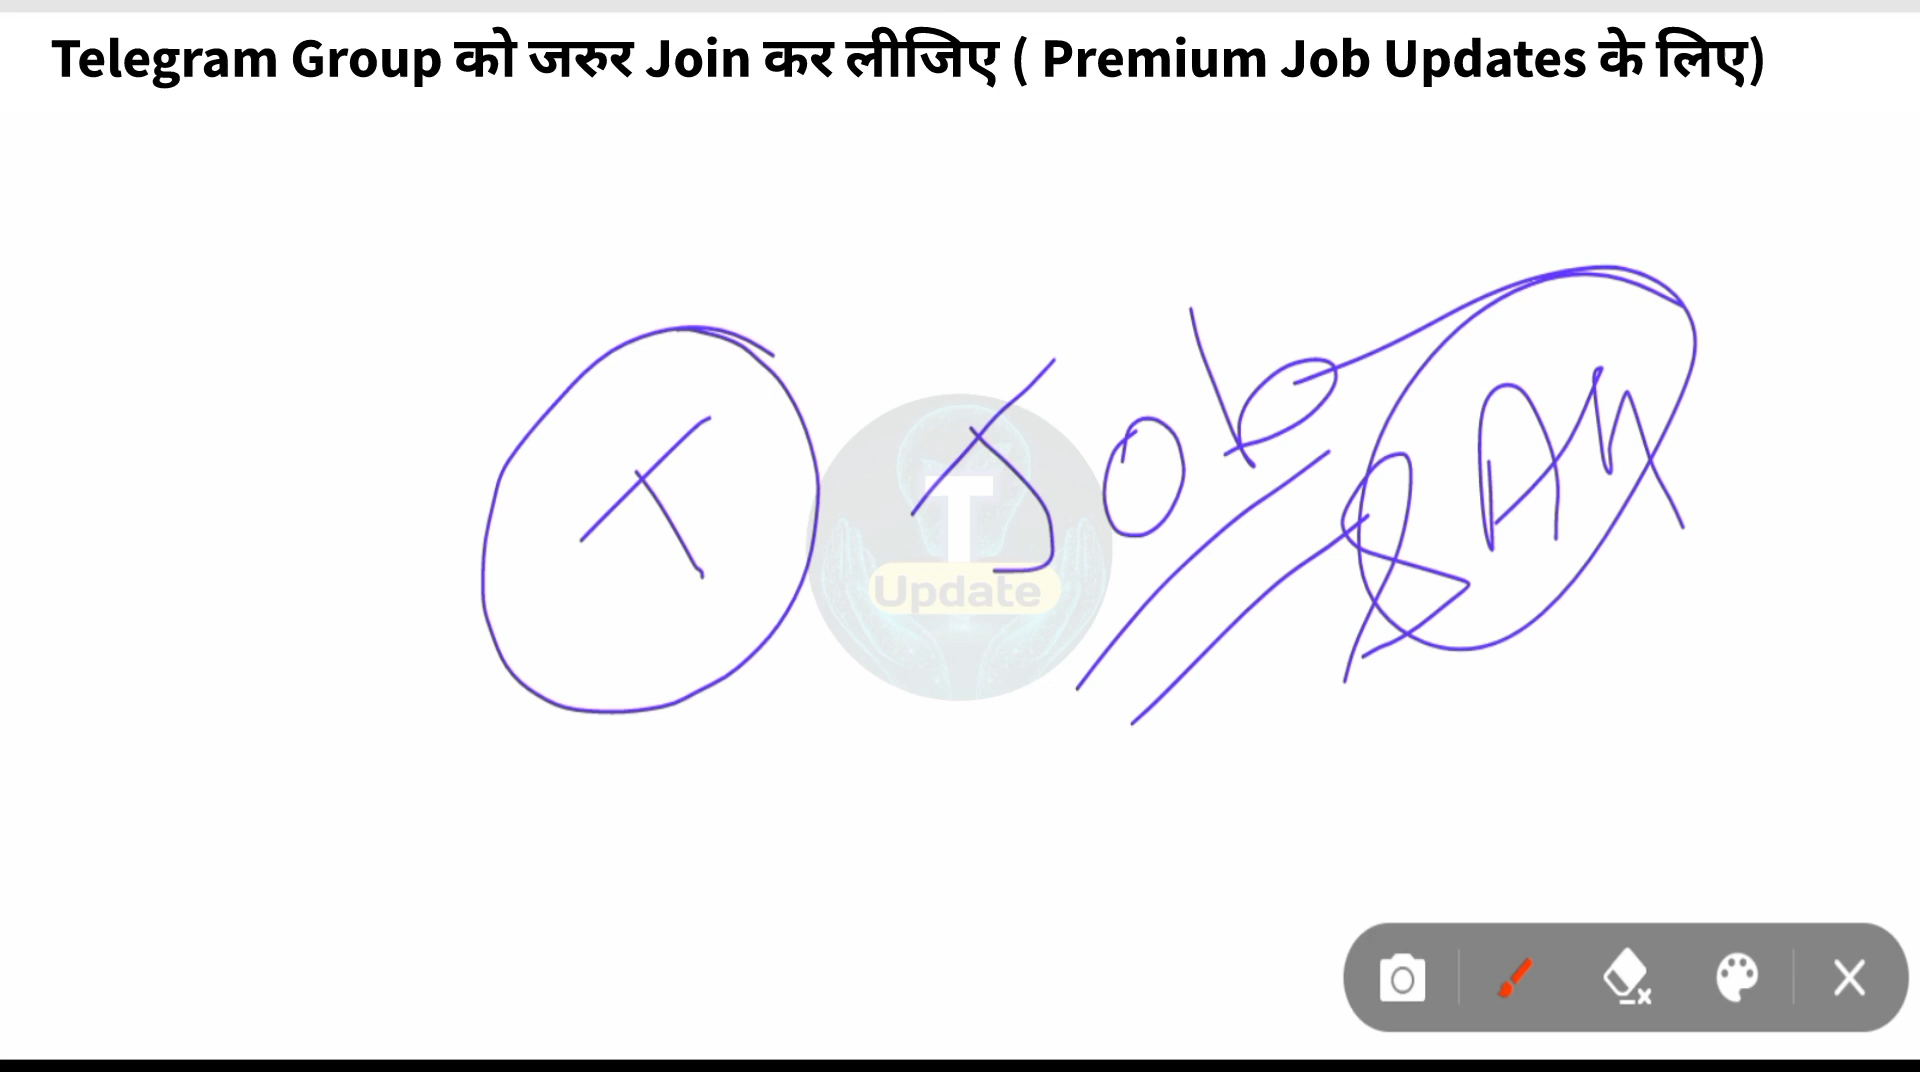 Telegram Group को जरुर Join कर लीजिए ( Premium Job Updates के लिए)
T Job
T
Update